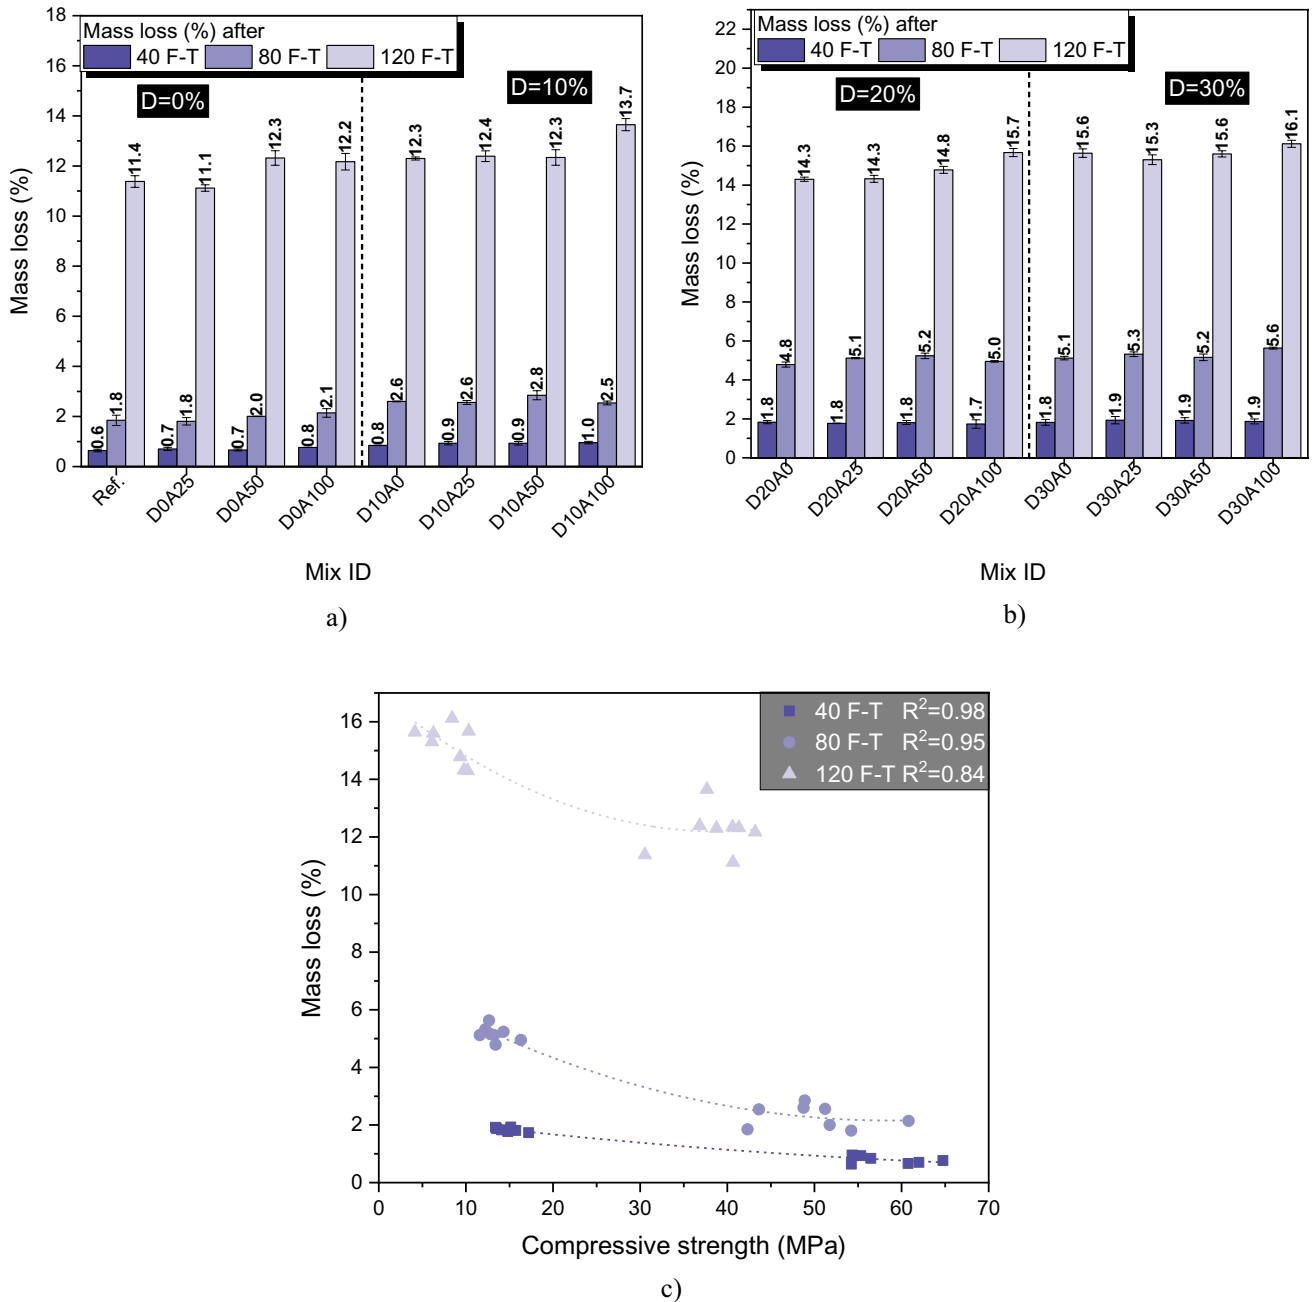 Mass loss (%) after
40 F-T 80 F-T 120 F-T
D=0%
D=10%
18
16
14
12
10
8
6
4
2
0
Mass loss (%)
0.6 1.8 11.4 0.7 1.8 11.1 0.7 2.0 12.3 0.8 2.1 12.2 0.8 2.6 12.3 0.9 2.6 12.4 0.9 2.8 12.3 1.0 2.5 13.7
Ref. D0A25 D0A50 D0A100 D10A0 D10A25 D10A50 D10A100
Mix ID
a)
Mass loss (%) after
40 F-T 80 F-T 120 F-T
D=20%
D=30%
22
20
18
16
14
12
10
8
6
4
2
0
Mass loss (%)
1.8 4.8 14.3 1.8 5.1 14.3 1.8 5.2 14.8 1.7 5.0 15.7 1.8 5.1 15.6 1.9 5.3 15.3 1.9 5.2 15.6 1.9 5.6 16.1
D20A0 D20A25 D20A50 D20A100 D30A0 D30A25 D30A50 D30A100
Mix ID
b)
40 F-T R²=0.98
80 F-T R²=0.95
120 F-T R²=0.84
16
14
12
10
8
6
4
2
0
Mass loss (%)
0 10 20 30 40 50 60 70
Compressive strength (MPa)
c)